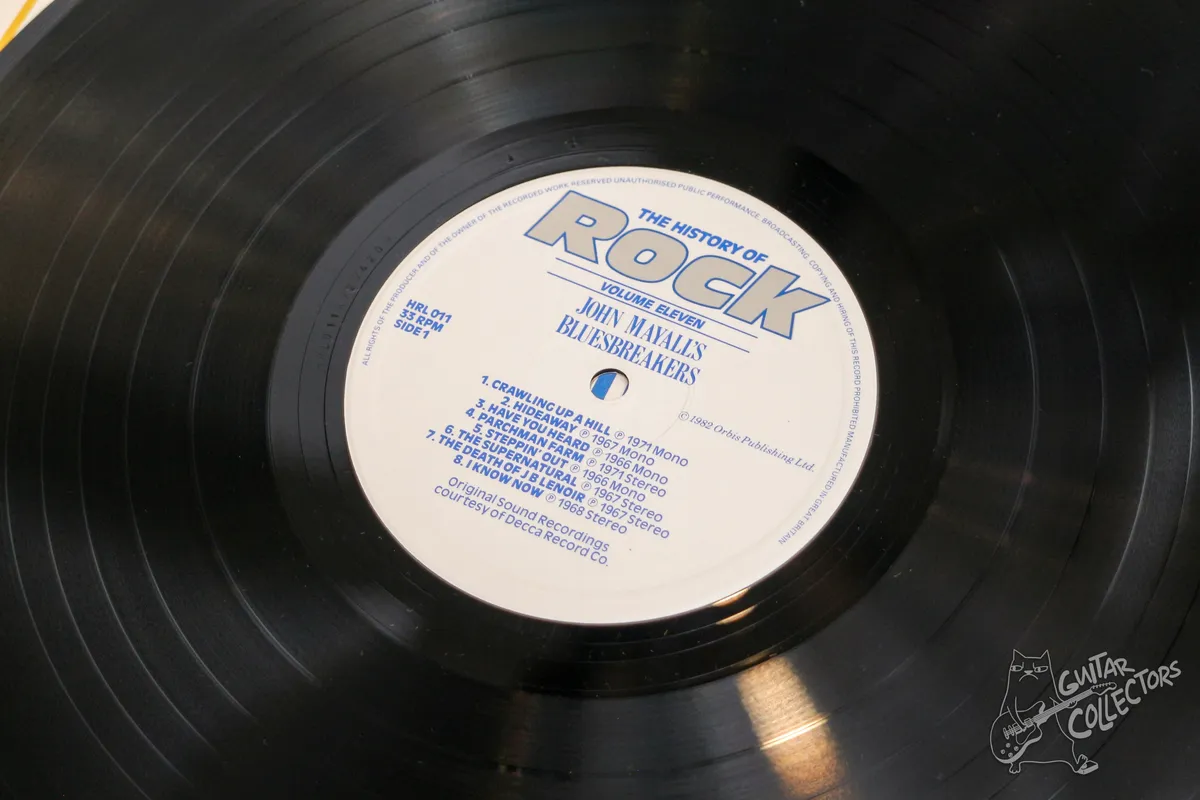 ALL RIGHTS OF THE PRODUCER AND OF THE OWNER OF THE RECORDED WORK RESERVED UNAUTHORISED PUBLIC PERFORMANCE, BROADCASTING, COPYING AND HIRING OF THIS RECORD PROHIBITED MANUFACTURED IN GREAT BRITAIN
THE HISTORY OF
ROCK
VOLUME ELEVEN
JOHN MAYALL'S
BLUESBREAKERS
HRL 011
33 RPM
SIDE 1
© 1982 Orbis Publishing Ltd.
1. CRAWLING UP A HILL ℗ 1971 Mono
2. HIDEAWAY ℗ 1967 Mono
3. HAVE YOU HEARD ℗ 1966 Mono
4. PARCHMAN FARM ℗ 1971 Stereo
5. STEPPIN' OUT ℗ 1966 Mono
6. THE SUPERNATURAL ℗ 1967 Stereo
7. THE DEATH OF J B LENOIR ℗ 1967 Stereo
8. I KNOW NOW ℗ 1968 Stereo
Original Sound Recordings
courtesy of Decca Record Co.
GUITAR
COLLECTORS